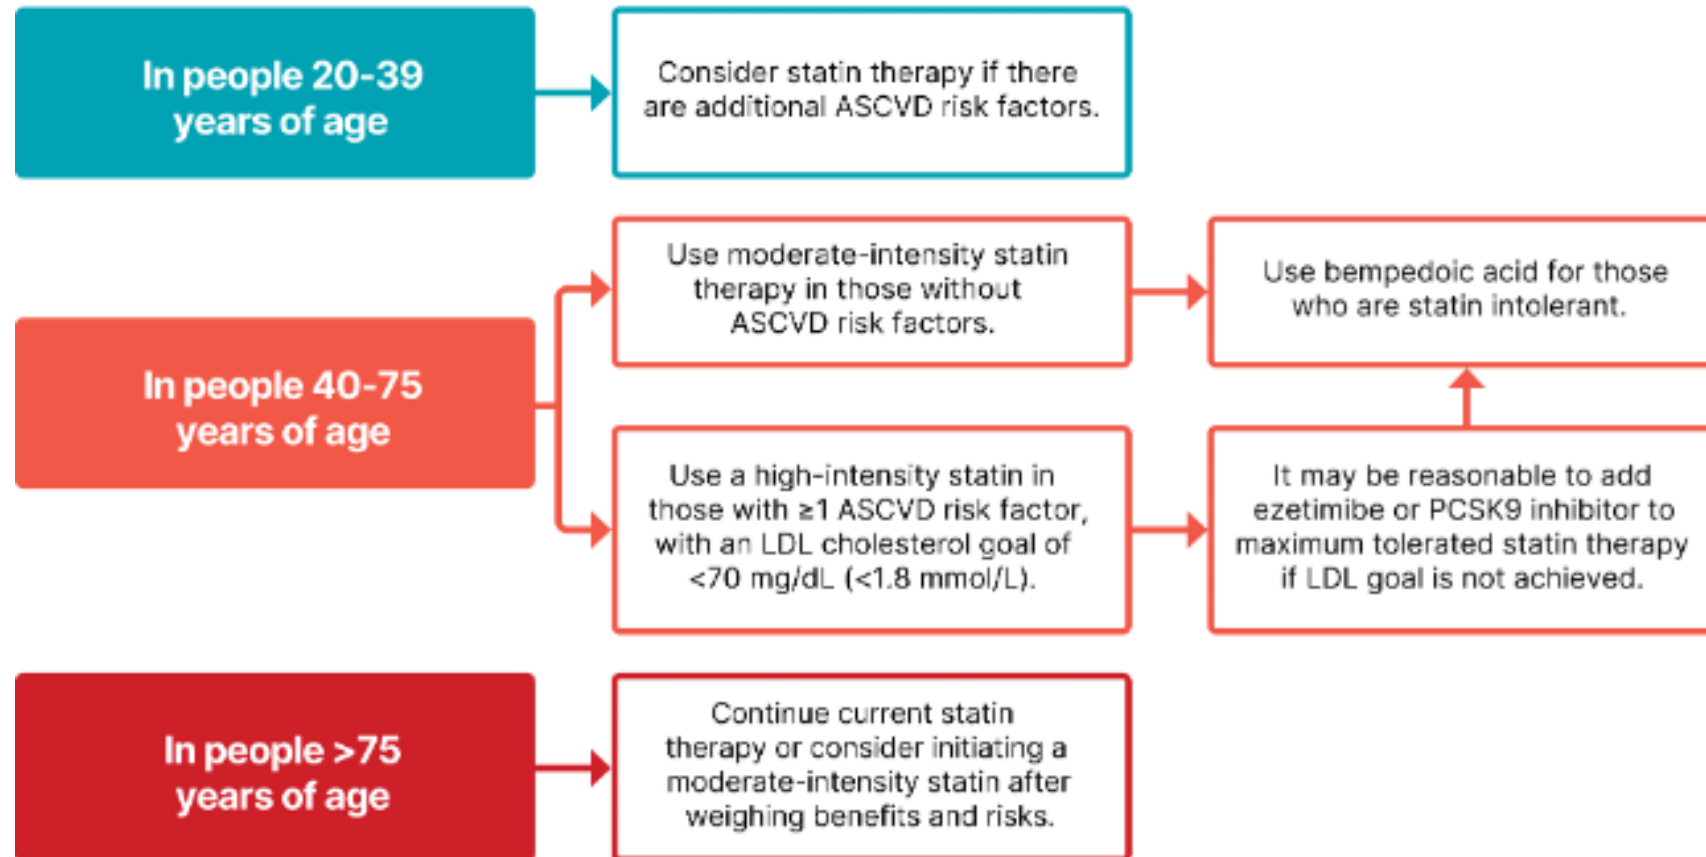 In people 20-39
years of age
Consider statin therapy if there
are additional ASCVD risk factors.
In people 40-75
years of age
Use moderate-intensity statin
therapy in those without
ASCVD risk factors.
Use bempedoic acid for those
who are statin intolerant.
Use a high-intensity statin in
those with ≥1 ASCVD risk factor,
with an LDL cholesterol goal of
<70 mg/dL (<1.8 mmol/L).
It may be reasonable to add
ezetimibe or PCSK9 inhibitor to
maximum tolerated statin therapy
if LDL goal is not achieved.
In people >75
years of age
Continue current statin
therapy or consider initiating a
moderate-intensity statin after
weighing benefits and risks.